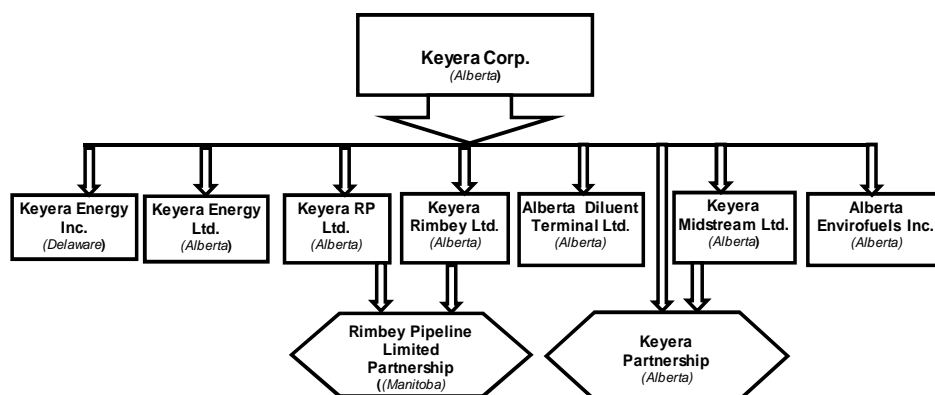 Keyera Corp.
(Alberta)
Keyera Energy
Inc.
(Delaware)
Keyera Energy
Ltd.
(Alberta)
Keyera RP
Ltd.
(Alberta)
Keyera
Rimbey Ltd.
(Alberta)
Alberta Diluent
Terminal Ltd.
(Alberta)
Keyera
Midstream Ltd.
(Alberta)
Alberta
Envirofuels Inc.
(Alberta)
Rimbey Pipeline
Limited
Partnership
((Manitoba)
Keyera
Partnership
(Alberta)